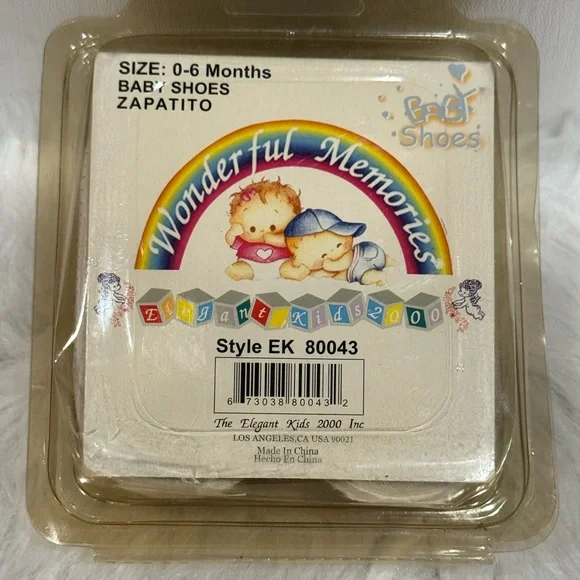 SIZE: 0-6 Months
BABY SHOES
ZAPATITO
BABY
Shoes
Wonderful Memories
Elegant Kids 2000
Style EK 80043
6 73038 80043 2
The Elegant Kids 2000 Inc
LOS ANGELES,CA USA 90021
Made In China
Hecho En China